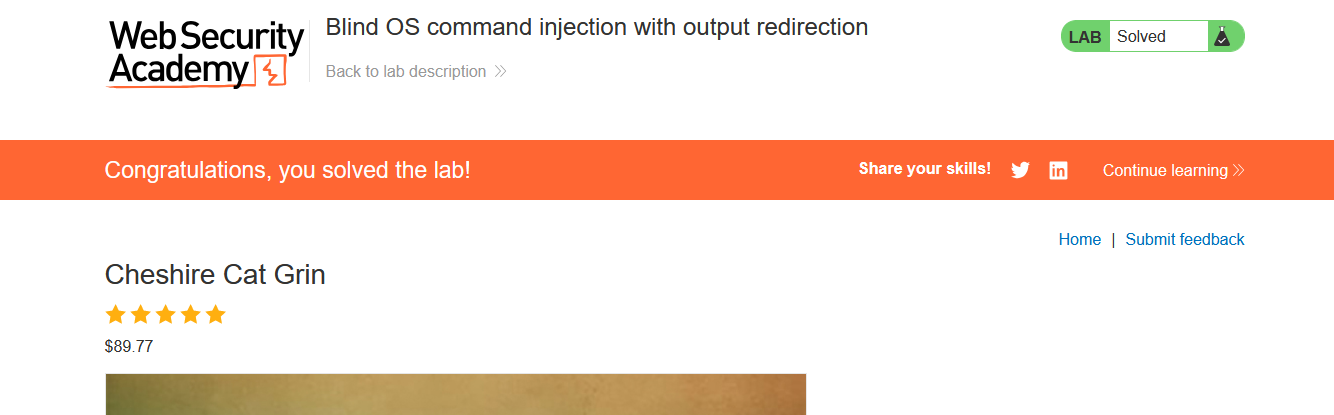 Web Security
Academy
Blind OS command injection with output redirection
Back to lab description
LAB Solved
Congratulations, you solved the lab!
Share your skills!
Continue learning
Home | Submit feedback
Cheshire Cat Grin
$89.77